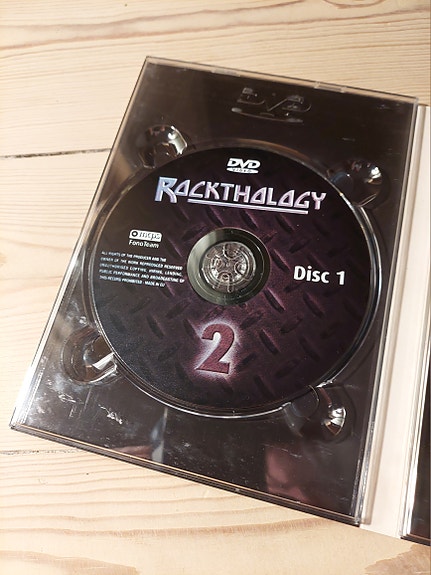 DVD
DVD
VIDEO
ROCKTHOLOGY
mcps
FonoTeam
ALL RIGHTS OF THE PRODUCER AND THE
OWNER OF THE WORK REPRODUCED RESERVED
UNAUTHORISED COPYING, HIRING, LENDING,
PUBLIC PERFORMANCE AND BROADCASTING OF
THIS RECORD PROHIBITED - MADE IN EU
Disc 1
2